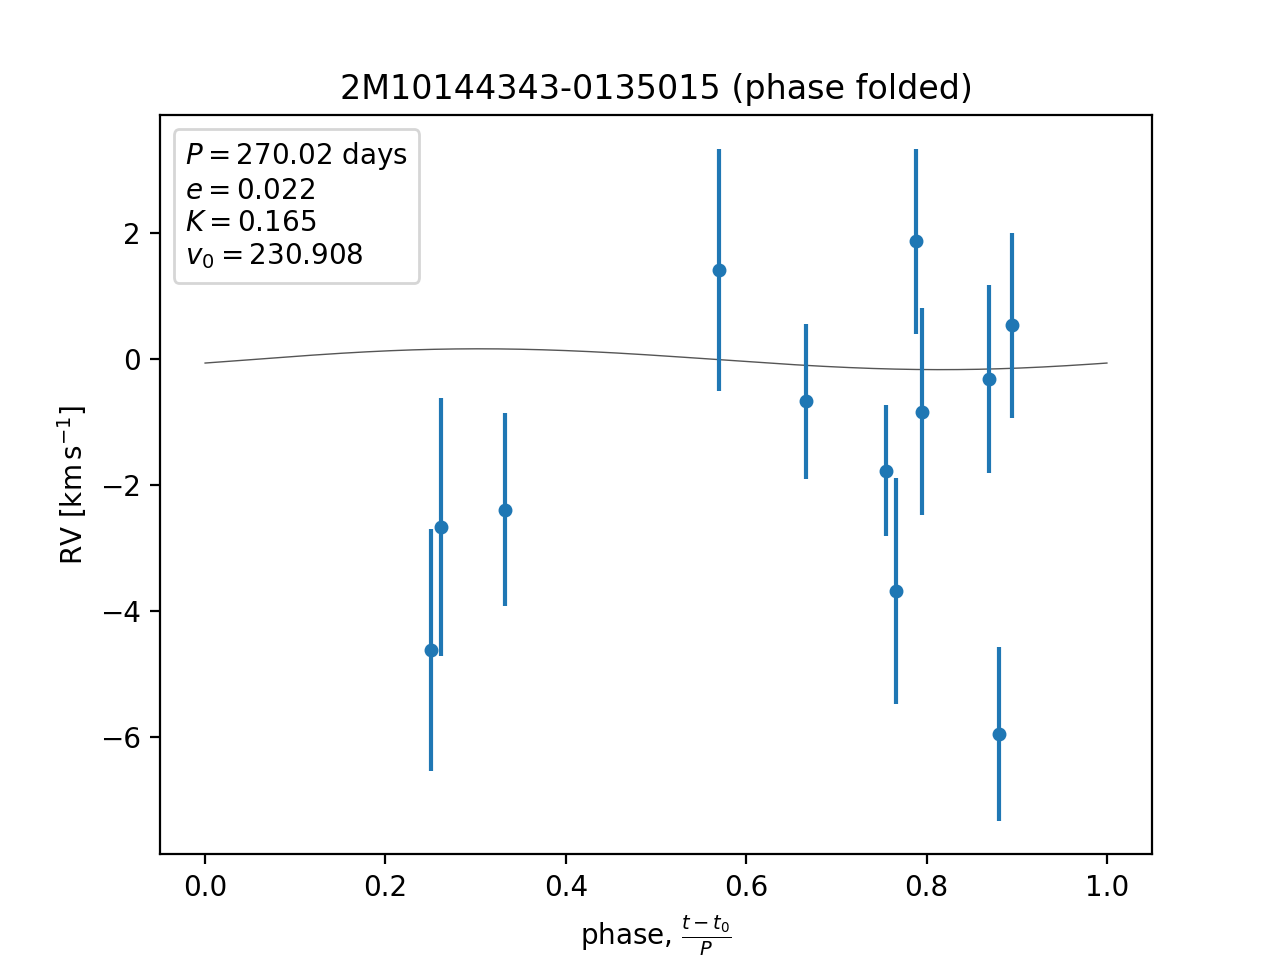 2M10144343-0135015 (phase folded)
P = 270.02 days
e = 0.022
K = 0.165
v₀ = 230.908
2
0
−2
−4
−6
RV [km s⁻¹]
0.0 0.2 0.4 0.6 0.8 1.0
phase, (t − t₀)/P